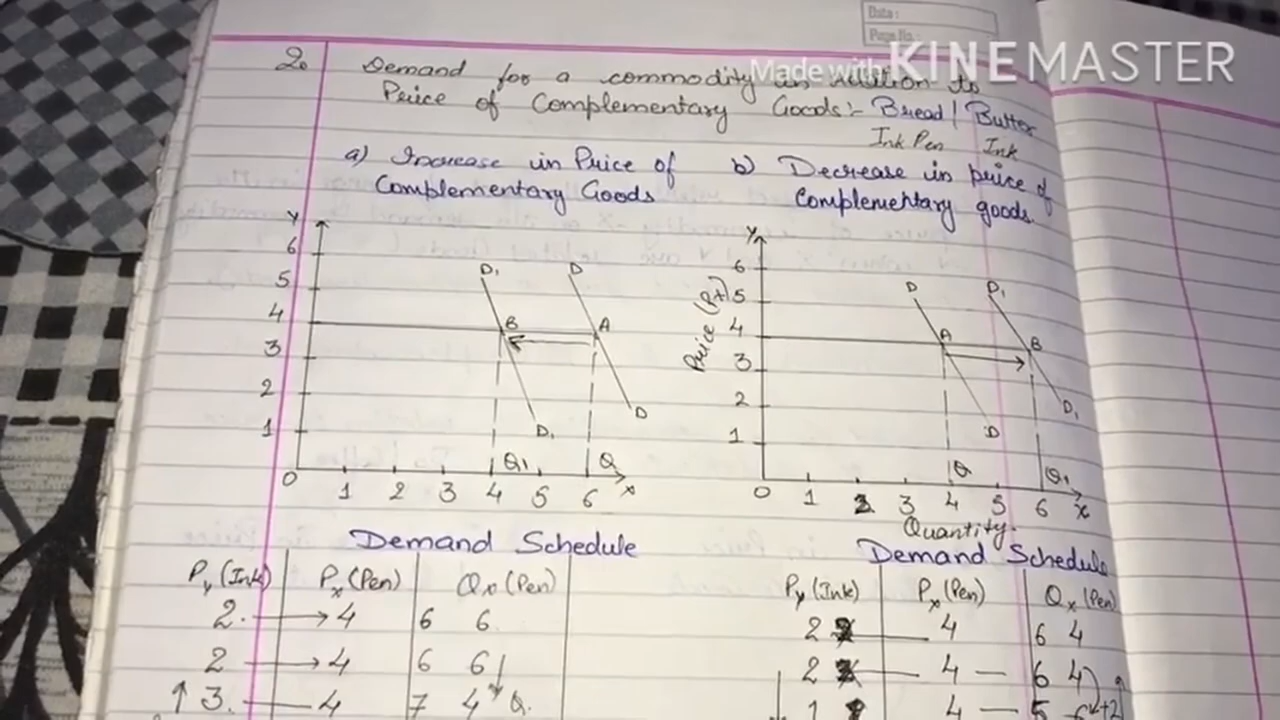 Data :
Page No.
Made with KINEMASTER
2. Demand for a commodity in relation to
Price of Complementary Goods:- Bread / Butter
Ink Pen Ink
a) Increase in Price of
Complementary Goods
b) Decrease in price of
Complementary goods.
Y
6
5
4
3
2
1
0 1 2 3 4 5 6 x
D1 D
B A
D
D1
Q1 Q
Y
Price (Px)
6
5
4
3
2
1
0 1 2 3 4 5 6 x
D D1
A B
D1
D
Q Q1
Quantity.
Demand Schedule
Py (Ink) Px (Pen) Qx (Pen)
2. 4 6 6
2 4 6 6
3. 4 7 4 Q.
Demand Schedule
Py (Ink) Px (Pen) Qx (Pen)
2 4 6 4
2 4 6 4
1 4 5 6 +2